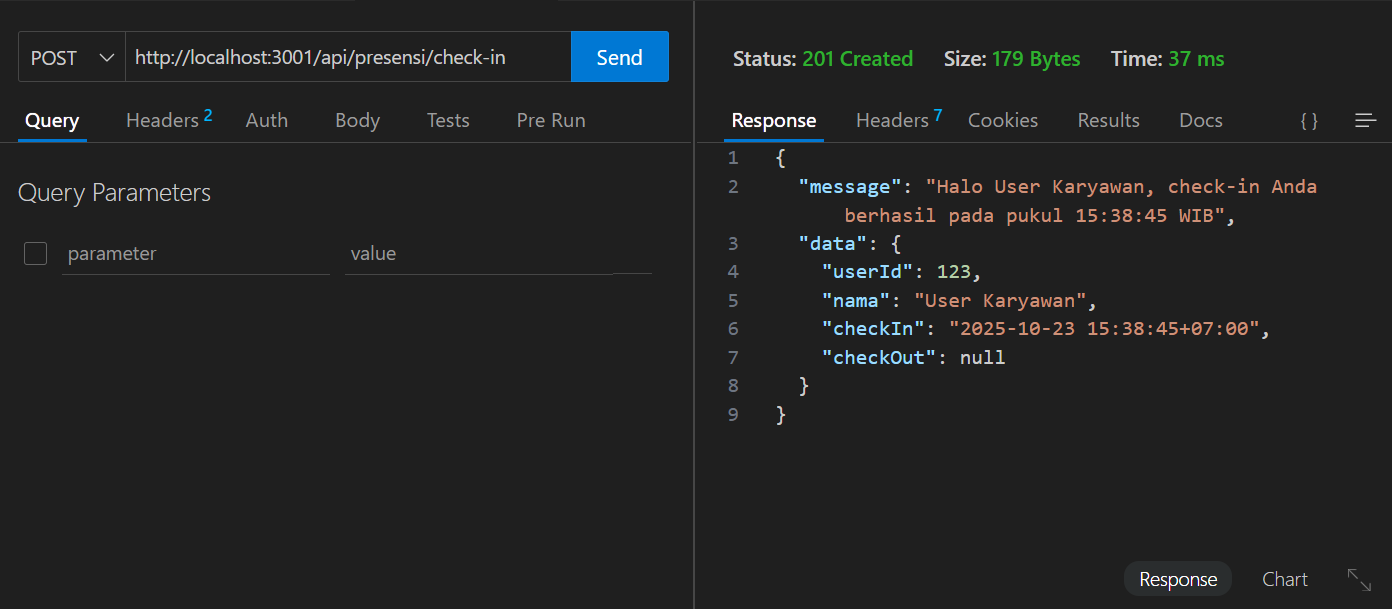 POST http://localhost:3001/api/presensi/check-in Send
Query Headers 2 Auth Body Tests Pre Run
Query Parameters
parameter value
Status: 201 Created Size: 179 Bytes Time: 37 ms
Response Headers 7 Cookies Results Docs { }
1 {
2 "message": "Halo User Karyawan, check-in Anda
berhasil pada pukul 15:38:45 WIB",
3 "data": {
4 "userId": 123,
5 "nama": "User Karyawan",
6 "checkIn": "2025-10-23 15:38:45+07:00",
7 "checkOut": null
8 }
9 }
Response Chart